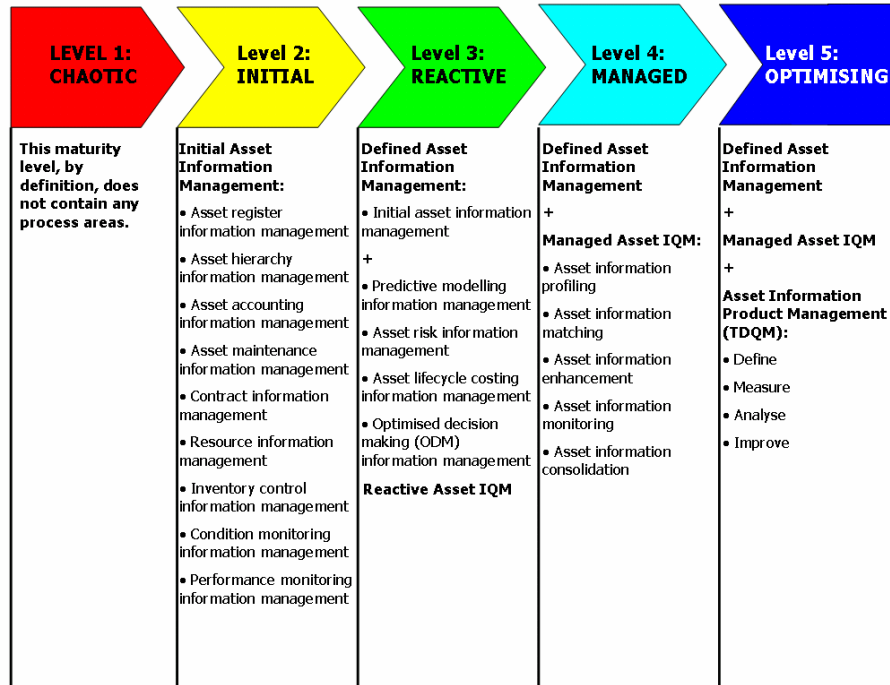 LEVEL 1:
CHAOTIC
Level 2:
INITIAL
Level 3:
REACTIVE
Level 4:
MANAGED
Level 5:
OPTIMISING
This maturity
level, by
definition, does
not contain any
process areas.
Initial Asset
Information
Management:
• Asset register
information management
• Asset hierarchy
information management
• Asset accounting
information management
• Asset maintenance
information management
• Contract information
management
• Resource information
management
• Inventory control
information management
• Condition monitoring
information management
• Performance monitoring
information management
Defined Asset
Information
Management:
• Initial asset information
management
+
• Predictive modelling
information management
• Asset risk information
management
• Asset lifecycle costing
information management
• Optimised decision
making (ODM)
information management
Reactive Asset IQM
Defined Asset
Information
Management
+
Managed Asset IQM:
• Asset information
profiling
• Asset information
matching
• Asset information
enhancement
• Asset information
monitoring
• Asset information
consolidation
Defined Asset
Information
Management
+
Managed Asset IQM
+
Asset Information
Product Management
(TDQM):
• Define
• Measure
• Analyse
• Improve